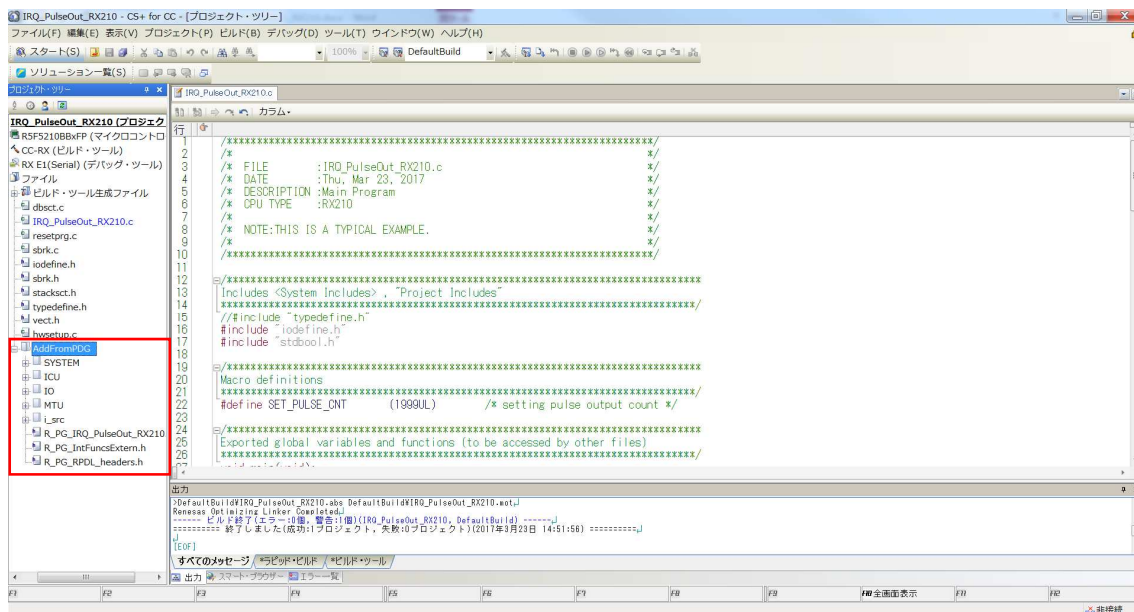 IRQ_PulseOut_RX210 - CS+ for CC - [プロジェクト・ツリー]
ファイル(F) 編集(E) 表示(V) プロジェクト(P) ビルド(B) デバッグ(D) ツール(T) ウインドウ(W) ヘルプ(H)
スタート(S) 100% DefaultBuild
ソリューション一覧(S)
プロジェクト・ツリー
IRQ_PulseOut_RX210 (プロジェク
R5F5210BBxFP (マイクロコントロ
CC-RX (ビルド・ツール)
RX E1(Serial) (デバッグ・ツール)
ファイル
ビルド・ツール生成ファイル
dbsct.c
IRQ_PulseOut_RX210.c
resetprg.c
sbrk.c
iodefine.h
sbrk.h
stacksct.h
typedefine.h
vect.h
hwsetup.c
AddFromPDG
SYSTEM
ICU
IO
MTU
i_src
R_PG_IRQ_PulseOut_RX210
R_PG_IntFuncsExtern.h
R_PG_RPDL_headers.h
IRQ_PulseOut_RX210.c
カラム
行
1 /***********************************************************************/
2 /* */
3 /* FILE :IRQ_PulseOut_RX210.c */
4 /* DATE :Thu, Mar 23, 2017 */
5 /* DESCRIPTION :Main Program */
6 /* CPU TYPE :RX210 */
7 /* */
8 /* NOTE:THIS IS A TYPICAL EXAMPLE. */
9 /* */
10 /***********************************************************************/
11
12 /*******************************************************************************
13 Includes <System Includes> , "Project Includes"
14 *******************************************************************************/
15 //#include "typedefine.h"
16 #include "iodefine.h"
17 #include "stdbool.h"
18
19 /*******************************************************************************
20 Macro definitions
21 *******************************************************************************/
22 #define SET_PULSE_CNT (1999UL) /* setting pulse output count */
23
24 /*******************************************************************************
25 Exported global variables and functions (to be accessed by other files)
26 *******************************************************************************/
27 void main(void);
出力
>DefaultBuild¥IRQ_PulseOut_RX210.abs DefaultBuild¥IRQ_PulseOut_RX210.mot↓
Renesas Optimizing Linker Completed↓
------ ビルド終了(エラー:0個, 警告:1個)(IRQ_PulseOut_RX210, DefaultBuild) ------↓
========== 終了しました(成功:1プロジェクト, 失敗:0プロジェクト)(2017年3月23日 14:51:56) ==========↓
↓
[EOF]
すべてのメッセージ *ラピッド・ビルド *ビルド・ツール
出力 スマート・ブラウザー エラー一覧
F1 F2 F3 F4 F5 F6 F7 F8 F9 F10 全画面表示 F11 F12
非接続